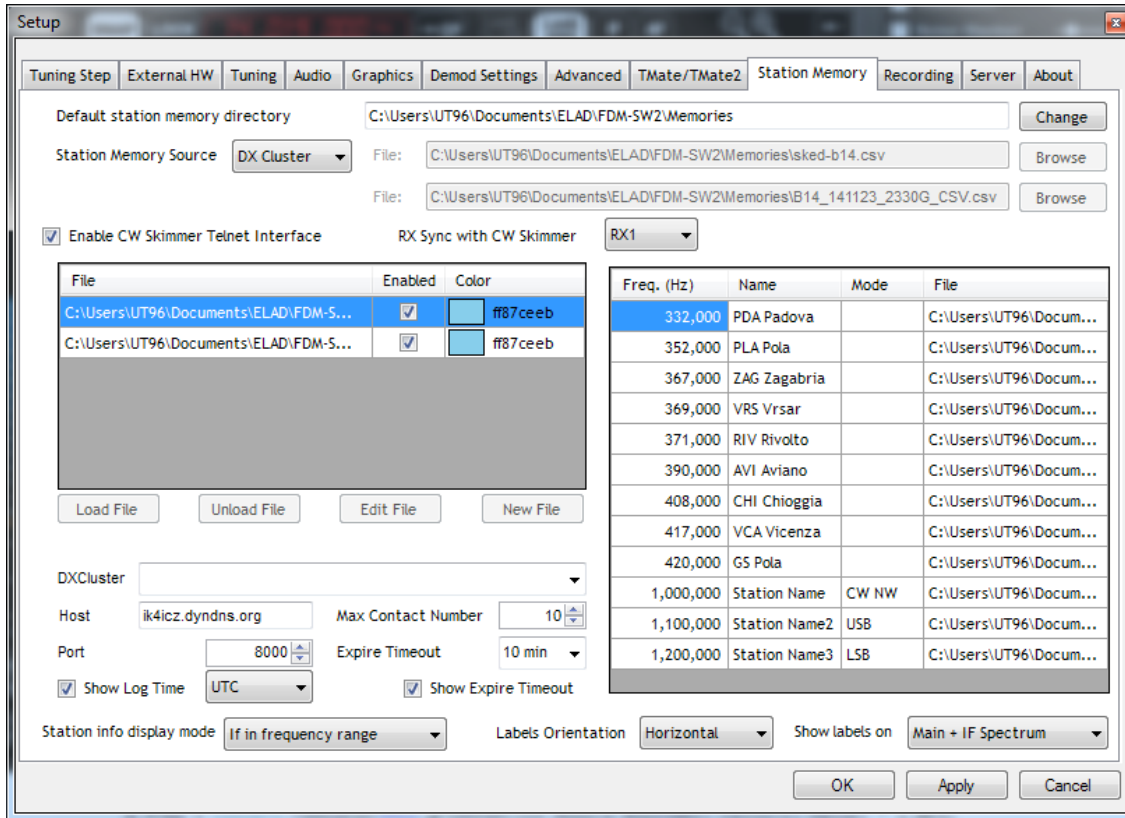 Setup
Tuning Step External HW Tuning Audio Graphics Demod Settings Advanced TMate/TMate2 Station Memory Recording Server About
Default station memory directory C:\Users\UT96\Documents\ELAD\FDM-SW2\Memories Change
Station Memory Source DX Cluster File: C:\Users\UT96\Documents\ELAD\FDM-SW2\Memories\sked-b14.csv Browse
File: C:\Users\UT96\Documents\ELAD\FDM-SW2\Memories\B14_141123_2330G_CSV.csv Browse
Enable CW Skimmer Telnet Interface RX Sync with CW Skimmer RX1
File Enabled Color
C:\Users\UT96\Documents\ELAD\FDM-S... ff87ceeb
C:\Users\UT96\Documents\ELAD\FDM-S... ff87ceeb
Load File Unload File Edit File New File
DXCluster
Host ik4icz.dyndns.org Max Contact Number 10
Port 8000 Expire Timeout 10 min
Show Log Time UTC Show Expire Timeout
Freq. (Hz) Name Mode File
332,000 PDA Padova C:\Users\UT96\Docum...
352,000 PLA Pola C:\Users\UT96\Docum...
367,000 ZAG Zagabria C:\Users\UT96\Docum...
369,000 VRS Vrsar C:\Users\UT96\Docum...
371,000 RIV Rivolto C:\Users\UT96\Docum...
390,000 AVI Aviano C:\Users\UT96\Docum...
408,000 CHI Chioggia C:\Users\UT96\Docum...
417,000 VCA Vicenza C:\Users\UT96\Docum...
420,000 GS Pola C:\Users\UT96\Docum...
1,000,000 Station Name CW NW C:\Users\UT96\Docum...
1,100,000 Station Name2 USB C:\Users\UT96\Docum...
1,200,000 Station Name3 LSB C:\Users\UT96\Docum...
Station info display mode If in frequency range Labels Orientation Horizontal Show labels on Main + IF Spectrum
OK Apply Cancel